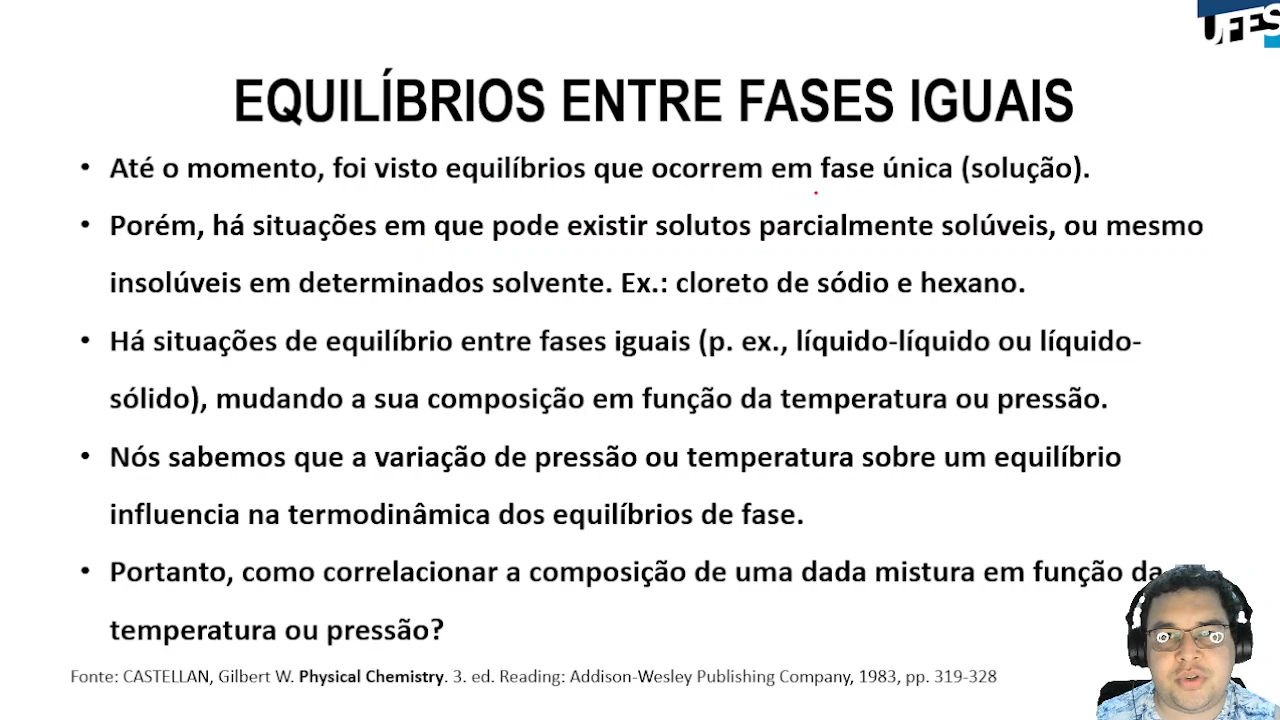 UFES
EQUILÍBRIOS ENTRE FASES IGUAIS
• Até o momento, foi visto equilíbrios que ocorrem em fase única (solução).
• Porém, há situações em que pode existir solutos parcialmente solúveis, ou mesmo
insolúveis em determinados solvente. Ex.: cloreto de sódio e hexano.
• Há situações de equilíbrio entre fases iguais (p. ex., líquido-líquido ou líquido-
sólido), mudando a sua composição em função da temperatura ou pressão.
• Nós sabemos que a variação de pressão ou temperatura sobre um equilíbrio
influencia na termodinâmica dos equilíbrios de fase.
• Portanto, como correlacionar a composição de uma dada mistura em função da
temperatura ou pressão?
Fonte: CASTELLAN, Gilbert W. Physical Chemistry. 3. ed. Reading: Addison-Wesley Publishing Company, 1983, pp. 319-328